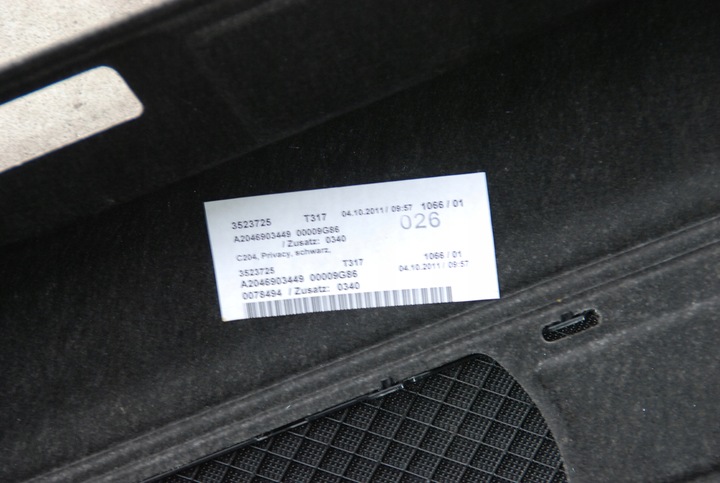 3523725 T317 04.10.2011 / 09:57 1066 / 01
A2046903449 00009G86 026
/ Zusatz: 0340
C204, Privacy, schwarz,
3523725 T317 1066 / 01
A2046903449 00009G86 04.10.2011 / 09:57
0078494 / Zusatz: 0340